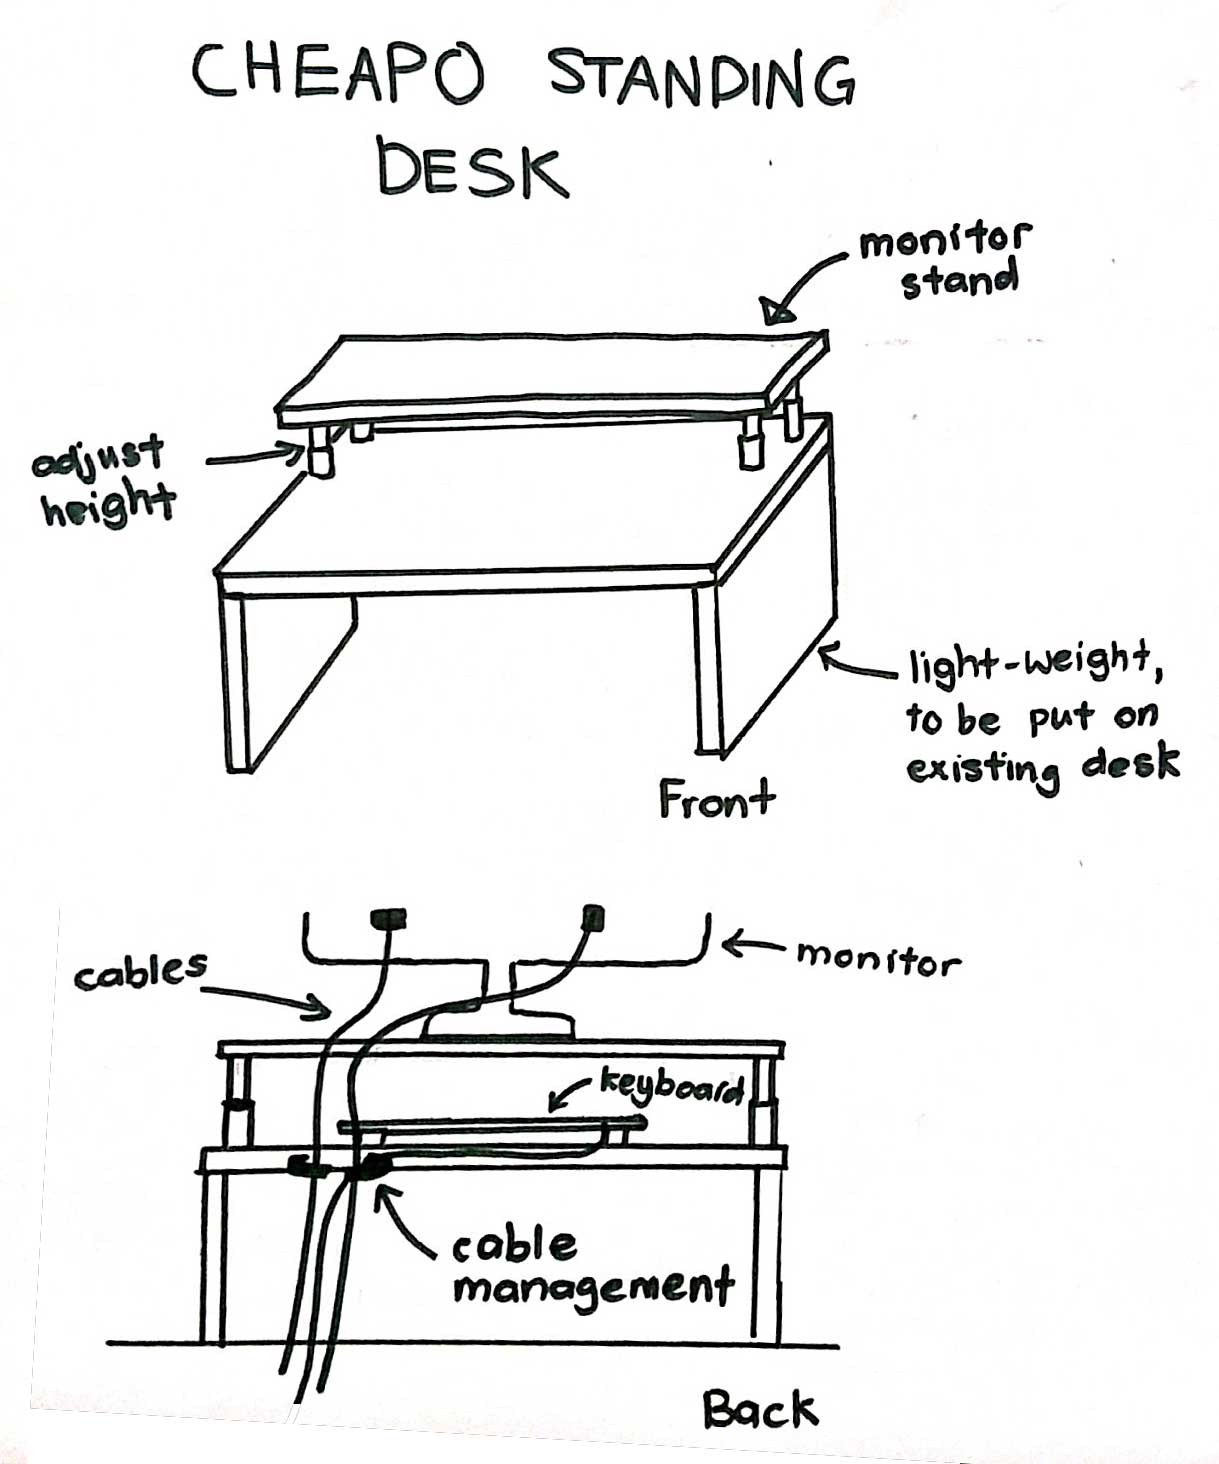 CHEAPO STANDING
DESK
monitor
stand
adjust
height
light-weight,
to be put on
existing desk
Front
cables
monitor
keyboard
cable
management
Back